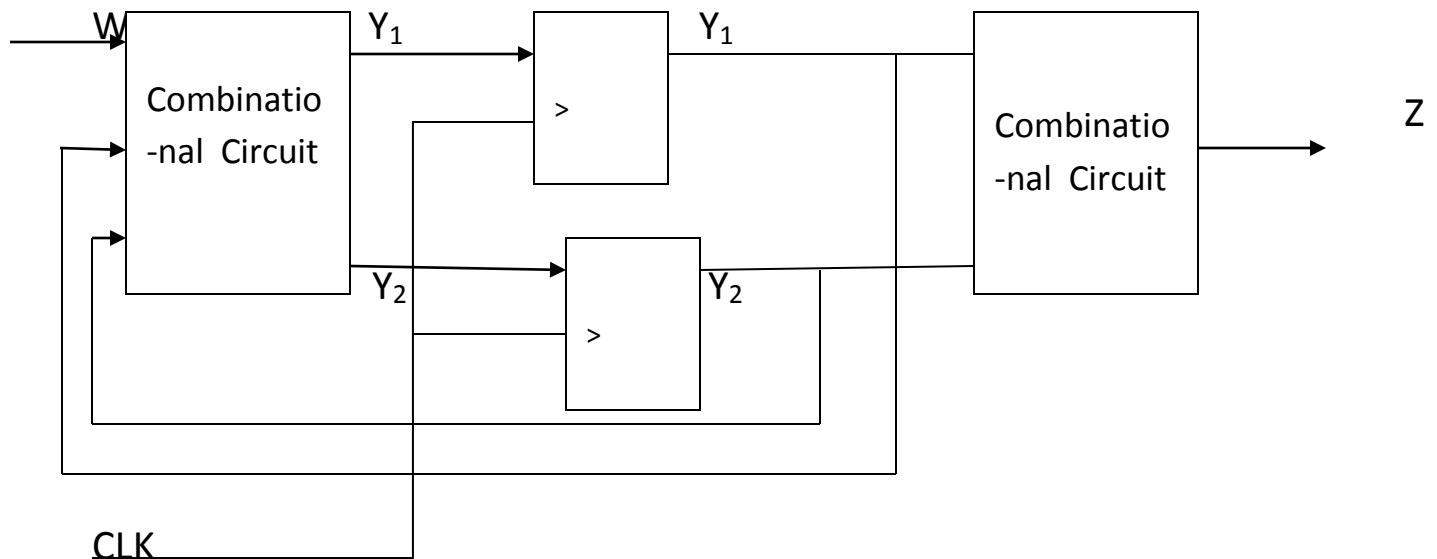 W
Y₁
Y₁
Combinatio
-nal Circuit
>
Combinatio
-nal Circuit
Z
Y₂
Y₂
>
CLK